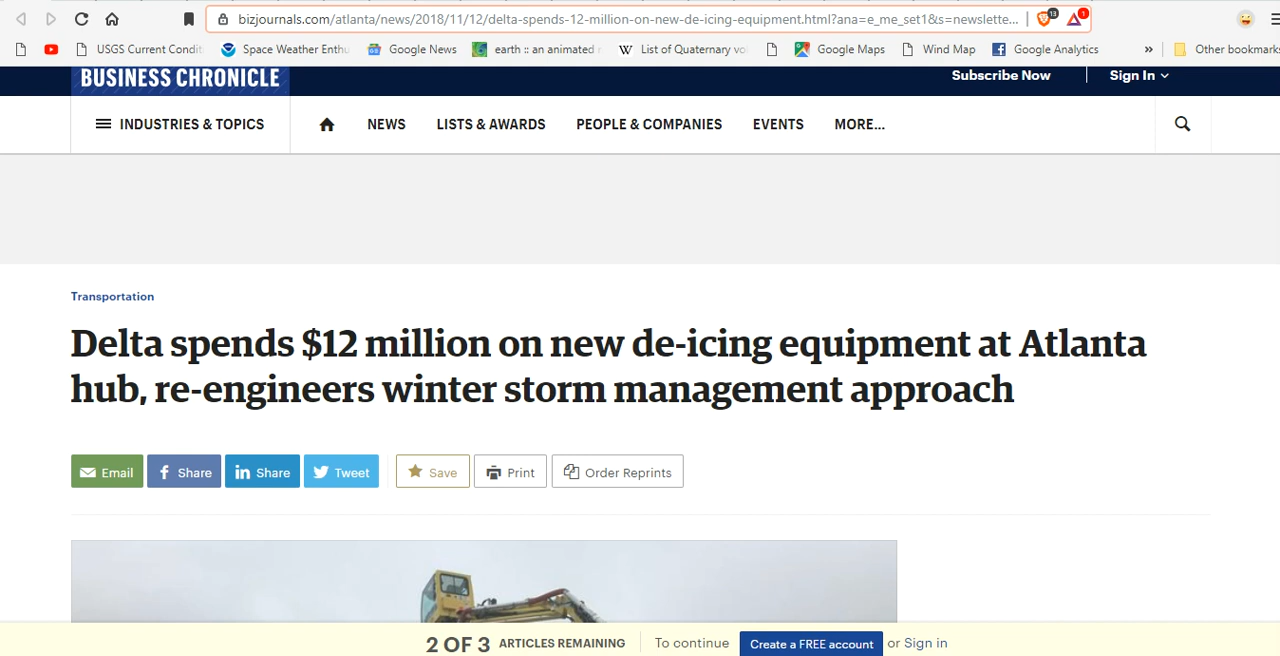 bizjournals.com/atlanta/news/2018/11/12/delta-spends-12-million-on-new-de-icing-equipment.html?ana=e_me_set1&s=newslette...
13
1
USGS Current Condit
Space Weather Enthu
Google News
earth :: an animated
List of Quaternary vo
Google Maps
Wind Map
Google Analytics
»
Other bookmarks
BUSINESS CHRONICLE
Subscribe Now
Sign In
INDUSTRIES & TOPICS
NEWS
LISTS & AWARDS
PEOPLE & COMPANIES
EVENTS
MORE...
Transportation
Delta spends $12 million on new de-icing equipment at Atlanta
hub, re-engineers winter storm management approach
Email
Share
Share
Tweet
Save
Print
Order Reprints
2 OF 3 ARTICLES REMAINING
To continue
Create a FREE account
or Sign in